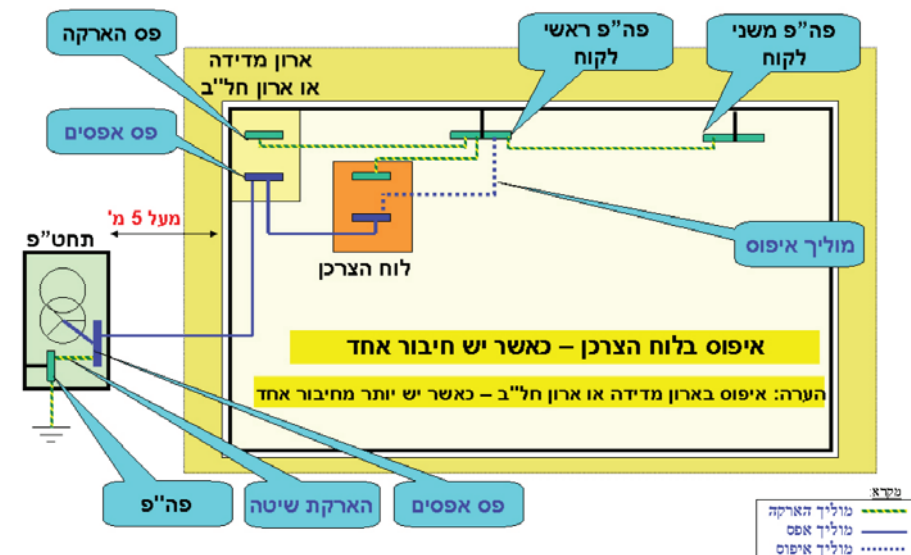 פס הארקה
ארון מדידה
או ארון חל"ב
פה"פ ראשי
לקוח
פה"פ משני
לקוח
פס אפסים
מעל 5 מ'
תחט"פ
לוח הצרכן
מוליך איפוס
איפוס בלוח הצרכן – כאשר יש חיבור אחד
הערה: איפוס בארון מדידה או ארון חל"ב – כאשר יש יותר מחיבור אחד
פה"פ
הארקת שיטה
פס אפסים
מקרא:
מוליך הארקה
מוליך אפס
מוליך איפוס